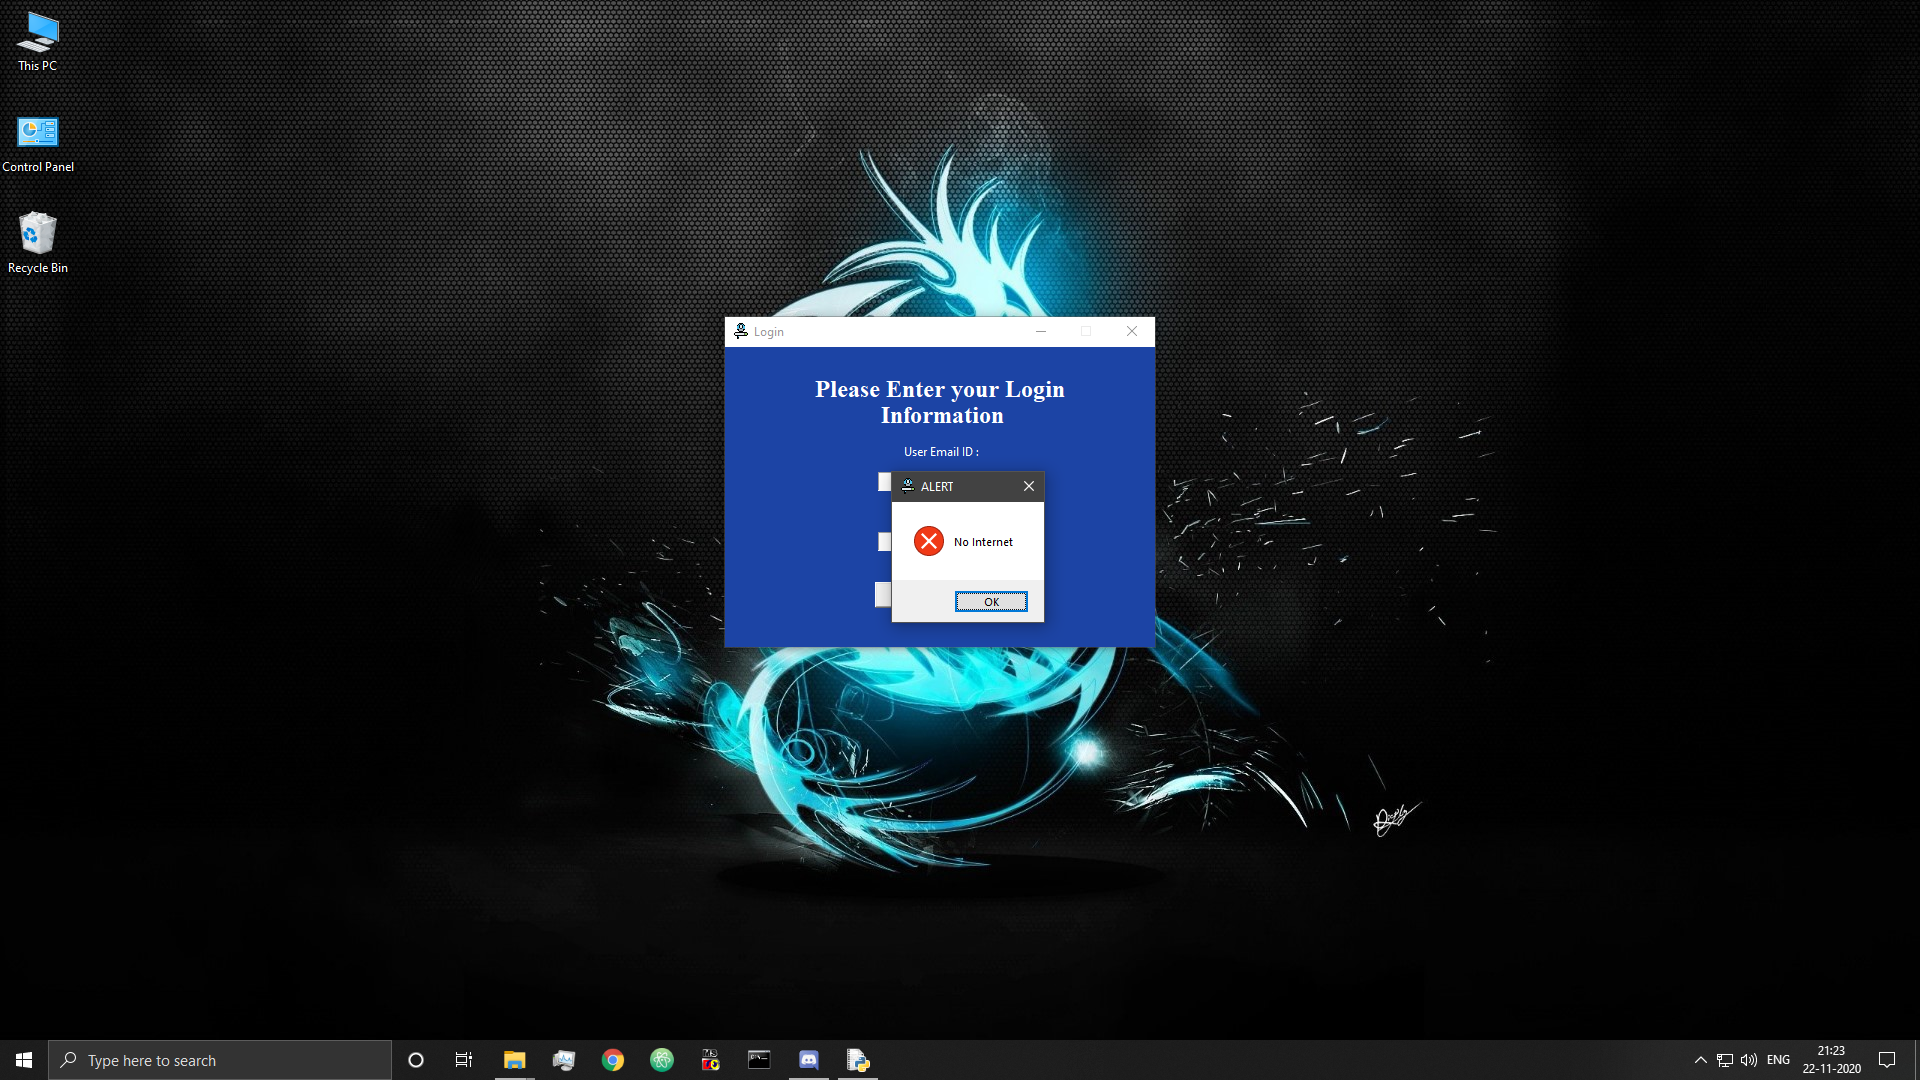 This PC
Control Panel
Recycle Bin
Login
Please Enter your Login
Information
User Email ID :
ALERT
No Internet
OK
Type here to search
ENG
21:23
22-11-2020